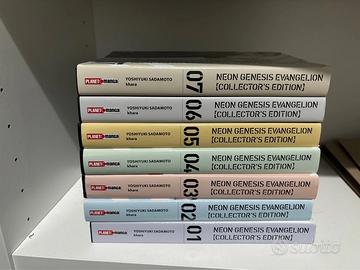 PLANET manga YOSHIYUKI SADAMOTO khara 07 NEON GENESIS EVANGELION
[COLLECTOR'S EDITION]
PLANET manga YOSHIYUKI SADAMOTO khara 06 NEON GENESIS EVANGELION
[COLLECTOR'S EDITION]
PLANET manga YOSHIYUKI SADAMOTO khara 05 NEON GENESIS EVANGELION
[COLLECTOR'S EDITION]
PLANET manga YOSHIYUKI SADAMOTO khara 04 NEON GENESIS EVANGELION
[COLLECTOR'S EDITION]
PLANET manga YOSHIYUKI SADAMOTO khara 03 NEON GENESIS EVANGELION
[COLLECTOR'S EDITION]
PLANET manga YOSHIYUKI SADAMOTO khara 02 NEON GENESIS EVANGELION
[COLLECTOR'S EDITION]
PLANET manga YOSHIYUKI SADAMOTO khara 01 NEON GENESIS EVANGELION
[COLLECTOR'S EDITION]
subito